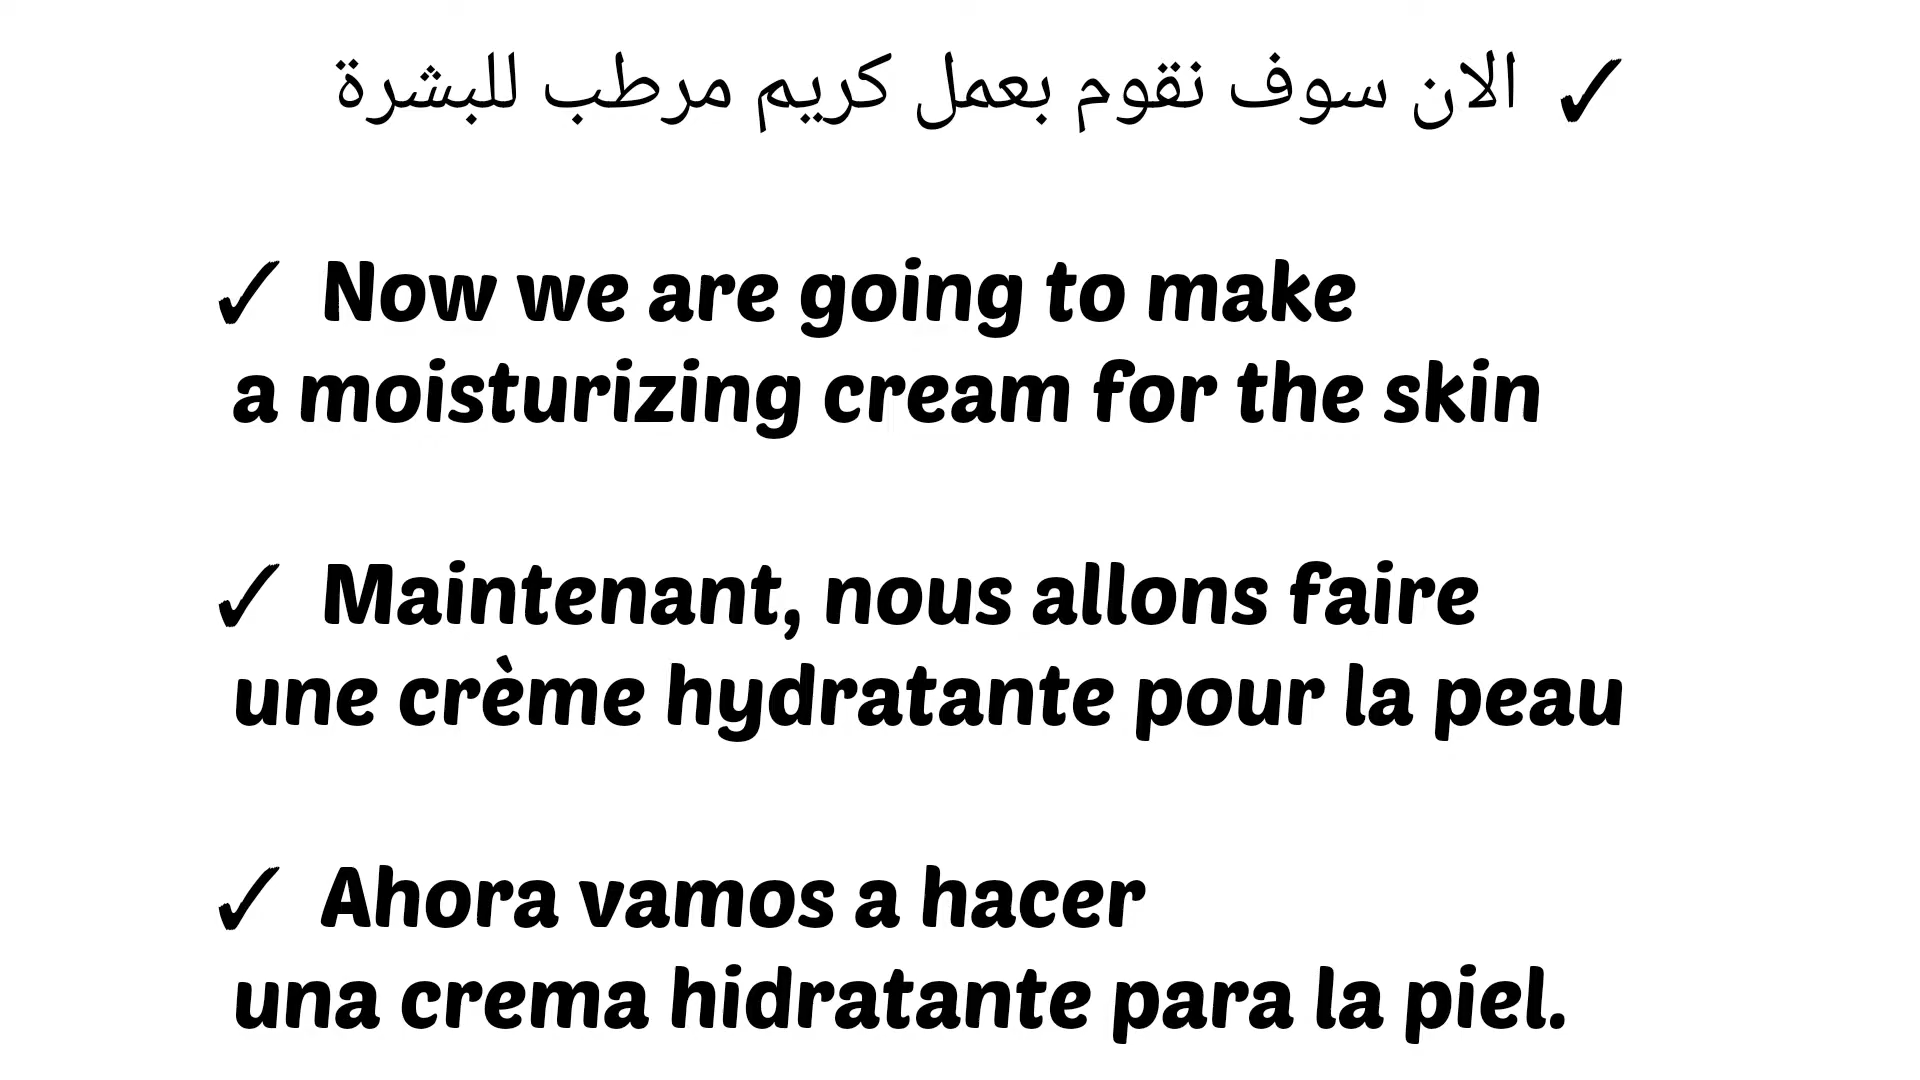 ✓ الان سوف نقوم بعمل كريم مرطب للبشرة
✓ Now we are going to make
a moisturizing cream for the skin
✓ Maintenant, nous allons faire
une crème hydratante pour la peau
✓ Ahora vamos a hacer
una crema hidratante para la piel.